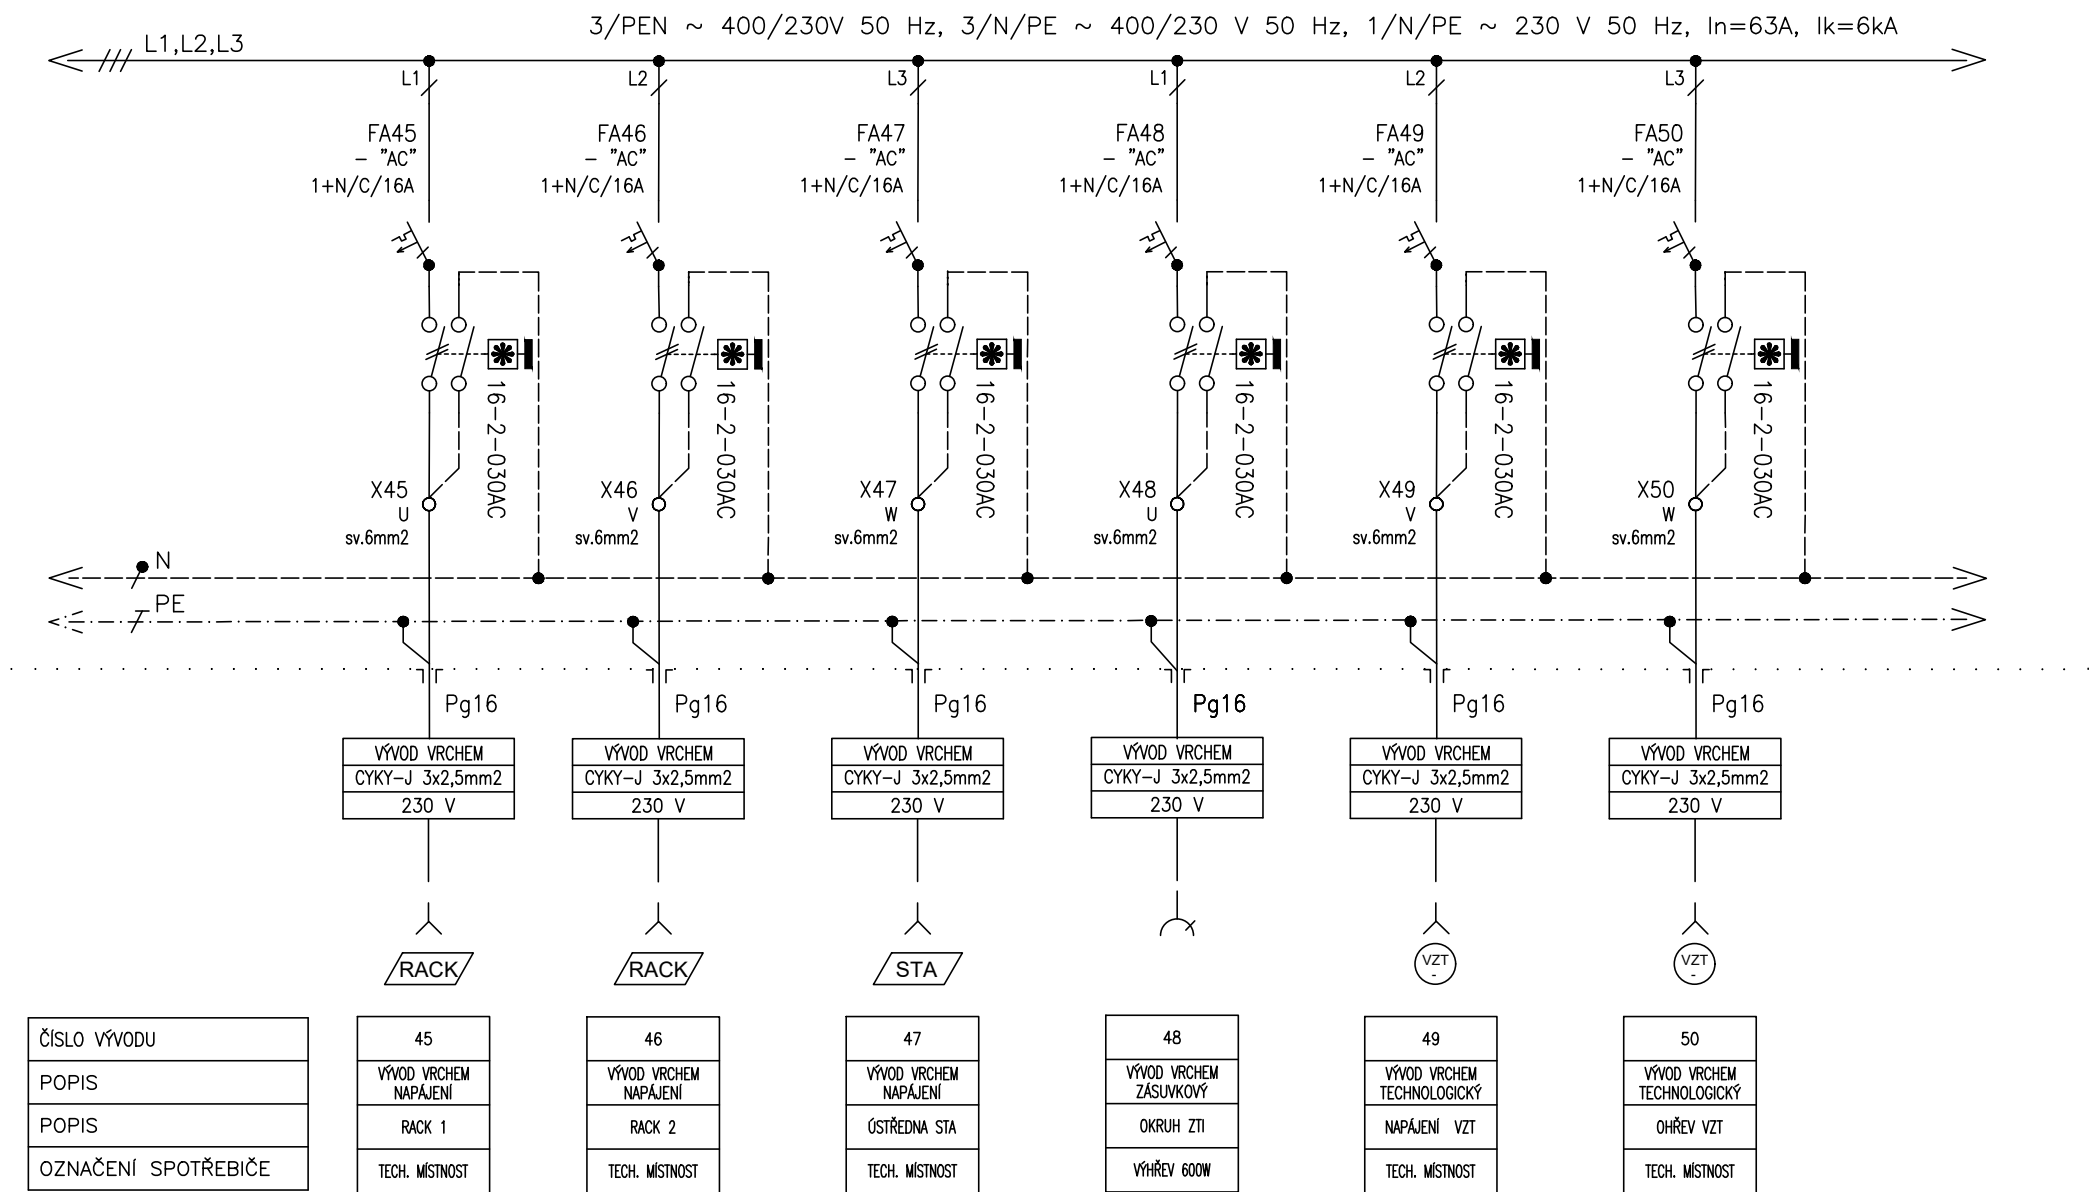 3/PEN ~ 400/230V 50 Hz, 3/N/PE ~ 400/230 V 50 Hz, 1/N/PE ~ 230 V 50 Hz, In=63A, Ik=6kA
L1,L2,L3
L1 L2 L3 L1 L2 L3
FA45 FA46 FA47 FA48 FA49 FA50
– "AC" – "AC" – "AC" – "AC" – "AC" – "AC"
1+N/C/16A 1+N/C/16A 1+N/C/16A 1+N/C/16A 1+N/C/16A 1+N/C/16A
16–2–030AC 16–2–030AC 16–2–030AC 16–2–030AC 16–2–030AC 16–2–030AC
X45 X46 X47 X48 X49 X50
U V W U V W
sv.6mm2 sv.6mm2 sv.6mm2 sv.6mm2 sv.6mm2 sv.6mm2
N
PE
Pg16 Pg16 Pg16 Pg16 Pg16 Pg16
VÝVOD VRCHEM VÝVOD VRCHEM VÝVOD VRCHEM VÝVOD VRCHEM VÝVOD VRCHEM VÝVOD VRCHEM
CYKY–J 3x2,5mm2 CYKY–J 3x2,5mm2 CYKY–J 3x2,5mm2 CYKY–J 3x2,5mm2 CYKY–J 3x2,5mm2 CYKY–J 3x2,5mm2
230 V 230 V 230 V 230 V 230 V 230 V
RACK RACK STA VZT VZT
- -
ČÍSLO VÝVODU 45 46 47 48 49 50
POPIS VÝVOD VRCHEM VÝVOD VRCHEM VÝVOD VRCHEM VÝVOD VRCHEM VÝVOD VRCHEM VÝVOD VRCHEM
NAPÁJENÍ NAPÁJENÍ NAPÁJENÍ ZÁSUVKOVÝ TECHNOLOGICKÝ TECHNOLOGICKÝ
POPIS RACK 1 RACK 2 ÚSTŘEDNA STA OKRUH ZTI NAPÁJENÍ VZT OHŘEV VZT
OZNAČENÍ SPOTŘEBIČE TECH. MÍSTNOST TECH. MÍSTNOST TECH. MÍSTNOST VÝHŘEV 600W TECH. MÍSTNOST TECH. MÍSTNOST